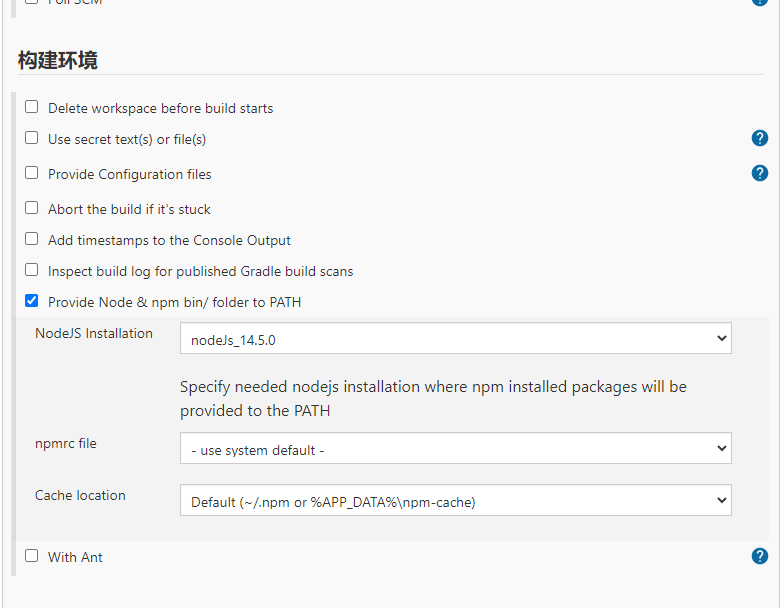 Poll SCM
构建环境
Delete workspace before build starts
Use secret text(s) or file(s)
Provide Configuration files
Abort the build if it's stuck
Add timestamps to the Console Output
Inspect build log for published Gradle build scans
Provide Node & npm bin/ folder to PATH
NodeJS Installation
nodeJs_14.5.0
Specify needed nodejs installation where npm installed packages will be
provided to the PATH
npmrc file
- use system default -
Cache location
Default (~/.npm or %APP_DATA%\npm-cache)
With Ant